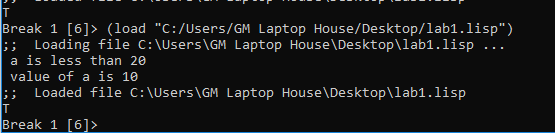 T
Break 1 [6]> (load "C:/Users/GM Laptop House/Desktop/lab1.lisp")
;;  Loading file C:\Users\GM Laptop House\Desktop\lab1.lisp ...
 a is less than 20
 value of a is 10
;;  Loaded file C:\Users\GM Laptop House\Desktop\lab1.lisp
T
Break 1 [6]>